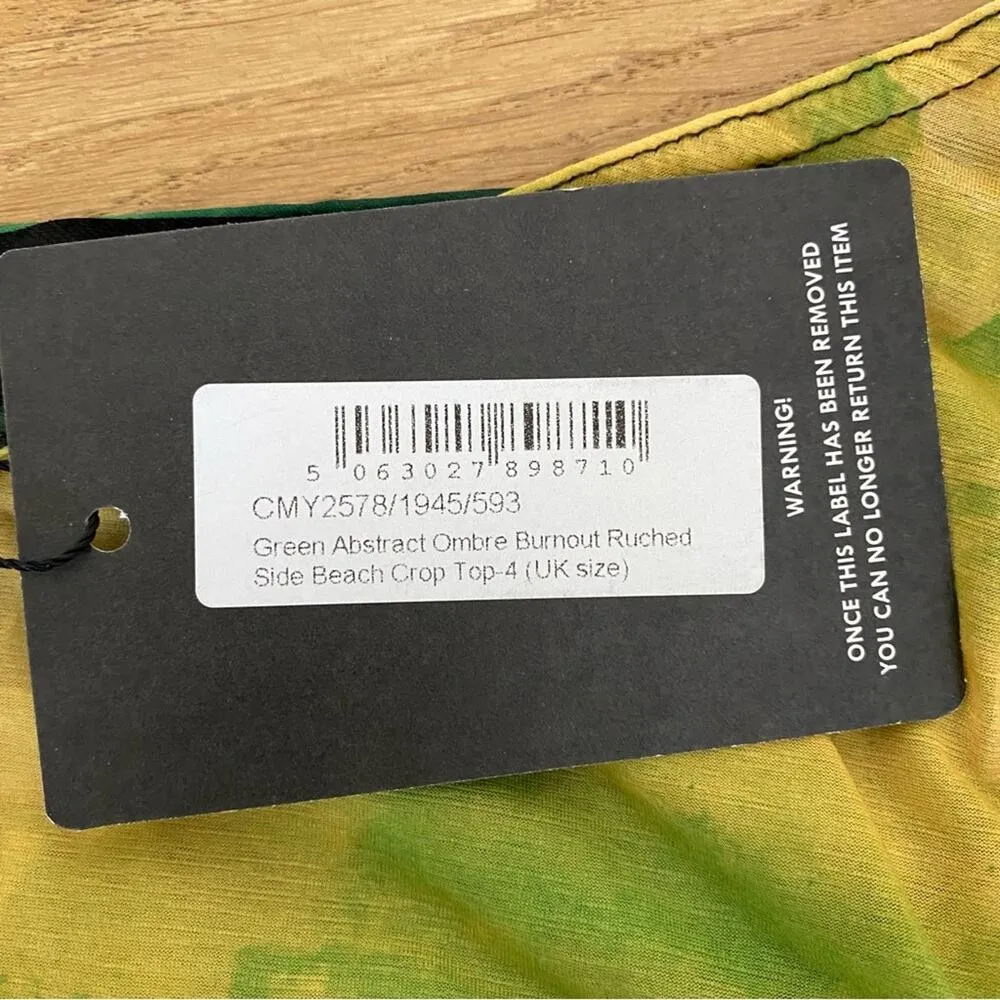 5 063027 898710
CMY2578/1945/593
Green Abstract Ombre Burnout Ruched
Side Beach Crop Top-4 (UK size)
WARNING!
ONCE THIS LABEL HAS BEEN REMOVED
YOU CAN NO LONGER RETURN THIS ITEM